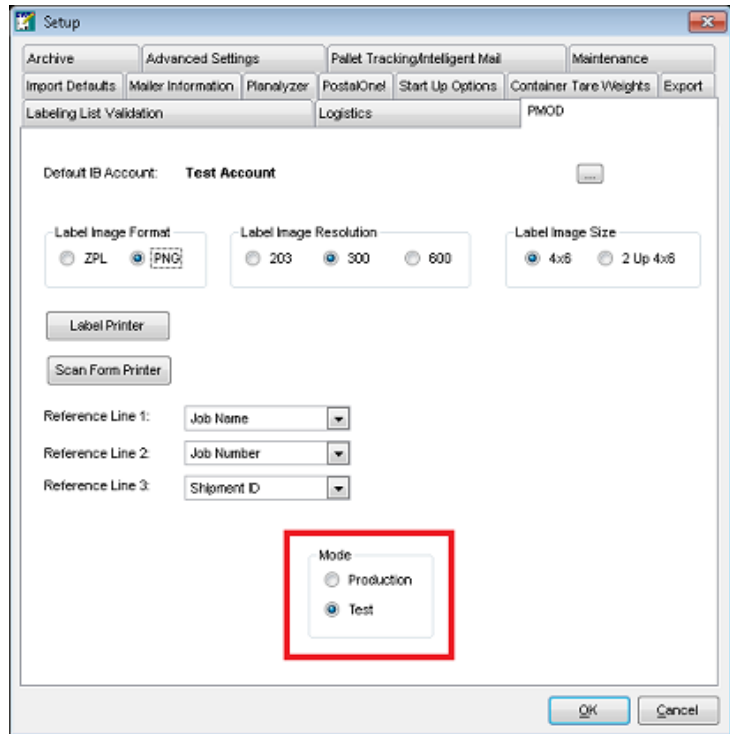 Setup
Archive Advanced Settings Pallet Tracking/Intelligent Mail Maintenance
Import Defaults Mailer Information Planalyzer PostalOne! Start Up Options Container Tare Weights Export
Labeling List Validation Logistics PMOD
Default IB Account: Test Account ...
Label Image Format Label Image Resolution Label Image Size
ZPL PNG 203 300 600 4x6 2 Up 4x6
Label Printer
Scan Form Printer
Reference Line 1: Job Name
Reference Line 2: Job Number
Reference Line 3: Shipment ID
Mode
Production
Test
OK Cancel